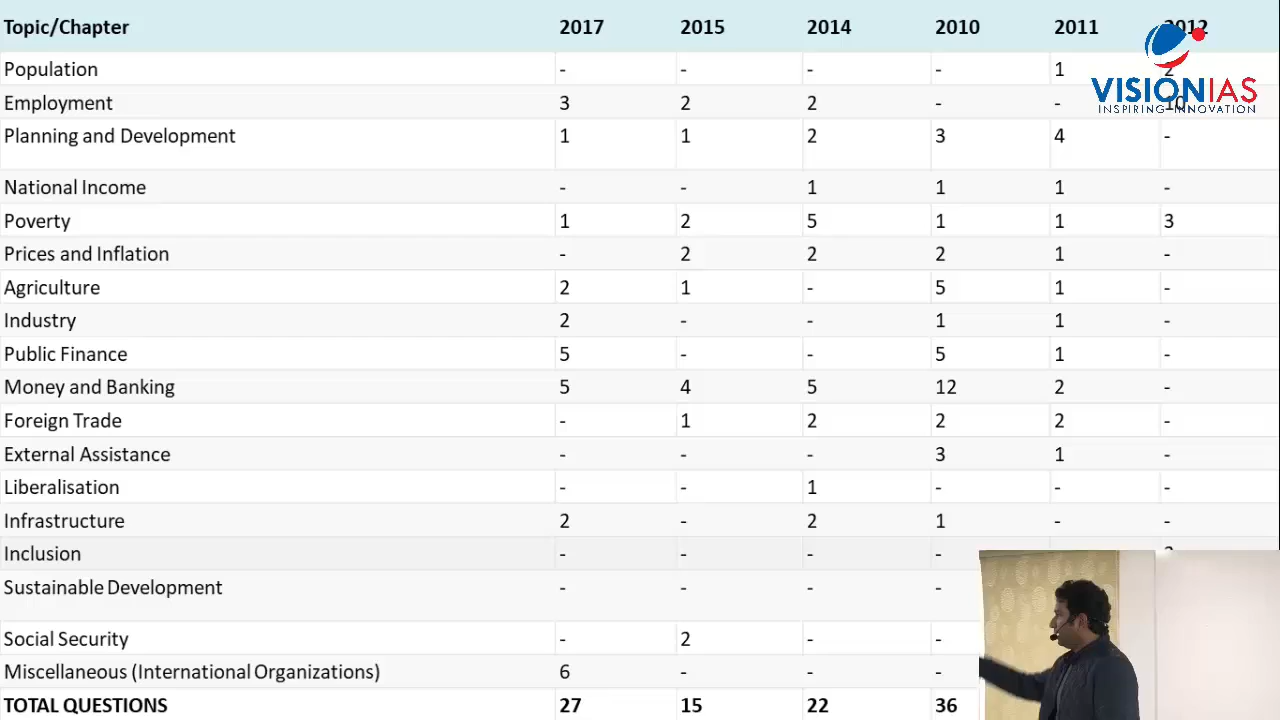 Topic/Chapter 2017 2015 2014 2010 2011 2012
Population - - - - 1 2
Employment 3 2 2 - - 10
Planning and Development 1 1 2 3 4 -
National Income - - 1 1 1 -
Poverty 1 2 5 1 1 3
Prices and Inflation - 2 2 2 1 -
Agriculture 2 1 - 5 1 -
Industry 2 - - 1 1 -
Public Finance 5 - - 5 1 -
Money and Banking 5 4 5 12 2 -
Foreign Trade - 1 2 2 2 -
External Assistance - - - 3 1 -
Liberalisation - - 1 - - -
Infrastructure 2 - 2 1 - -
Inclusion - - - -
Sustainable Development - - - -
Social Security - 2 - -
Miscellaneous (International Organizations) 6 - - -
TOTAL QUESTIONS 27 15 22 36
VISIONIAS
INSPIRING INNOVATION